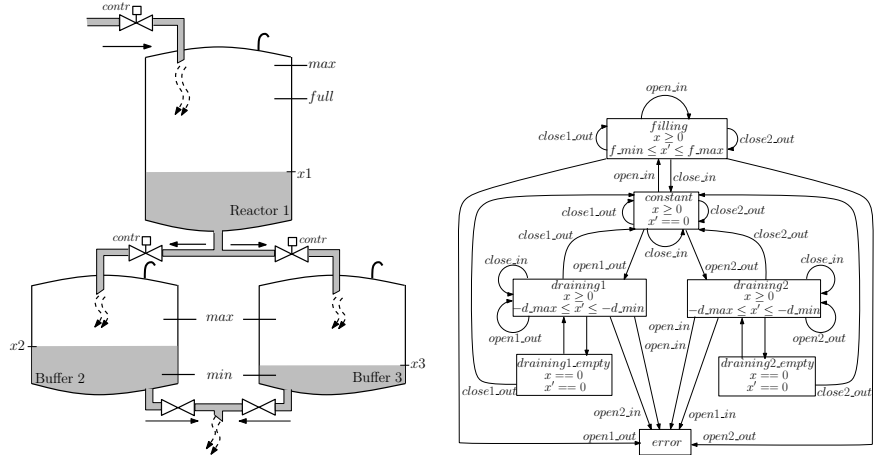 contr
max
full
x1
Reactor 1
contr
contr
x2
max
x3
Buffer 2
min
Buffer 3
open_in
filling
x ≥ 0
f_min ≤ x' ≤ f_max
close1_out
close2_out
open_in
close_in
constant
x ≥ 0
x' == 0
close1_out
close2_out
close_in
close1_out
close2_out
open1_out
open2_out
close_in
close_in
draining1
x ≥ 0
−d_max ≤ x' ≤ −d_min
draining2
x ≥ 0
−d_max ≤ x' ≤ −d_min
open1_out
open_in
open_in
open2_out
draining1_empty
x == 0
x' == 0
draining2_empty
x == 0
x' == 0
close1_out
close2_out
open2_in
open1_in
open1_out
error
open2_out